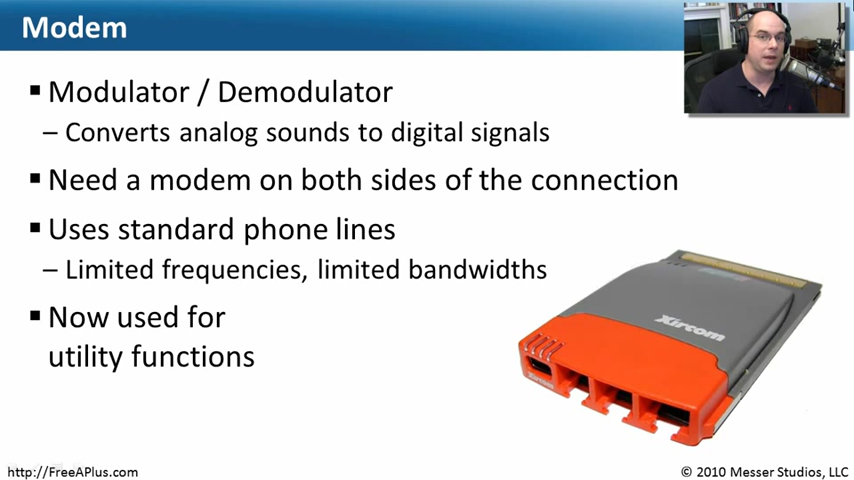 Modem
▪ Modulator / Demodulator
– Converts analog sounds to digital signals
▪ Need a modem on both sides of the connection
▪ Uses standard phone lines
– Limited frequencies, limited bandwidths
▪ Now used for
utility functions
Xircom
http://FreeAPlus.com
© 2010 Messer Studios, LLC